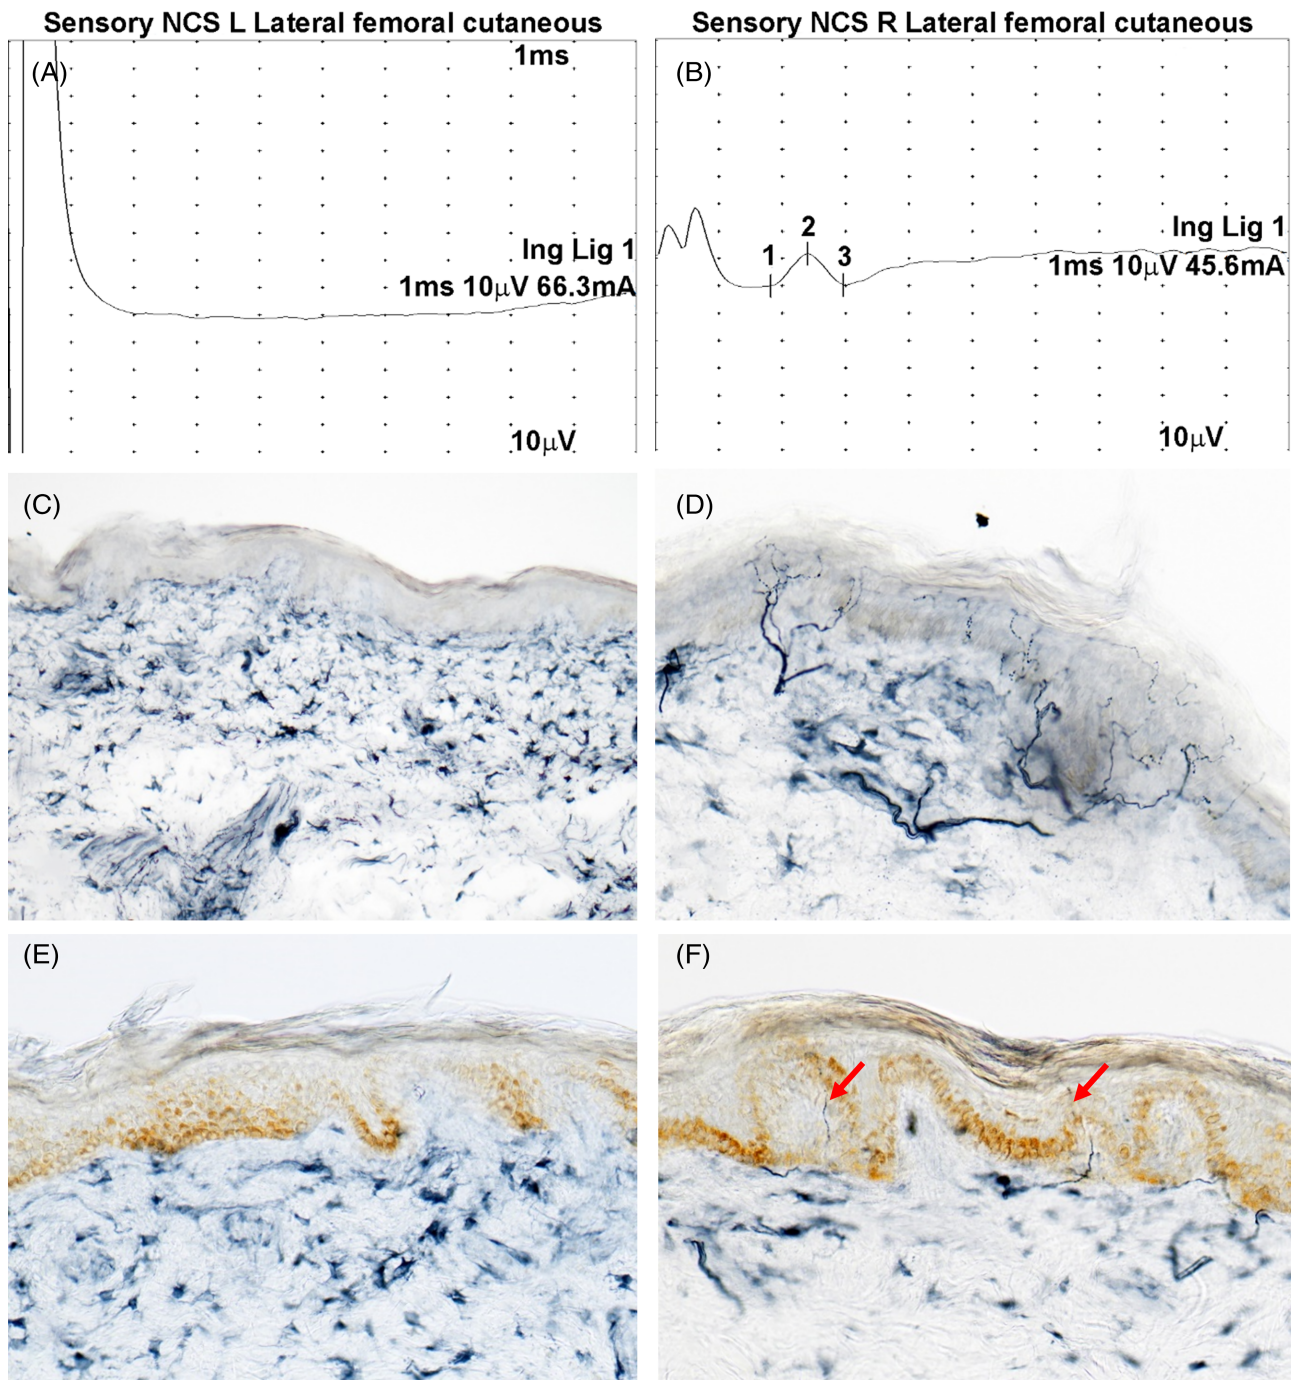 Sensory NCS L Lateral femoral cutaneous
(A)
1ms
Ing Lig 1
1ms 10μV 66.3mA
10μV
Sensory NCS R Lateral femoral cutaneous
(B)
1
2
3
Ing Lig 1
1ms 10μV 45.6mA
10μV
(C)
(D)
(E)
(F)